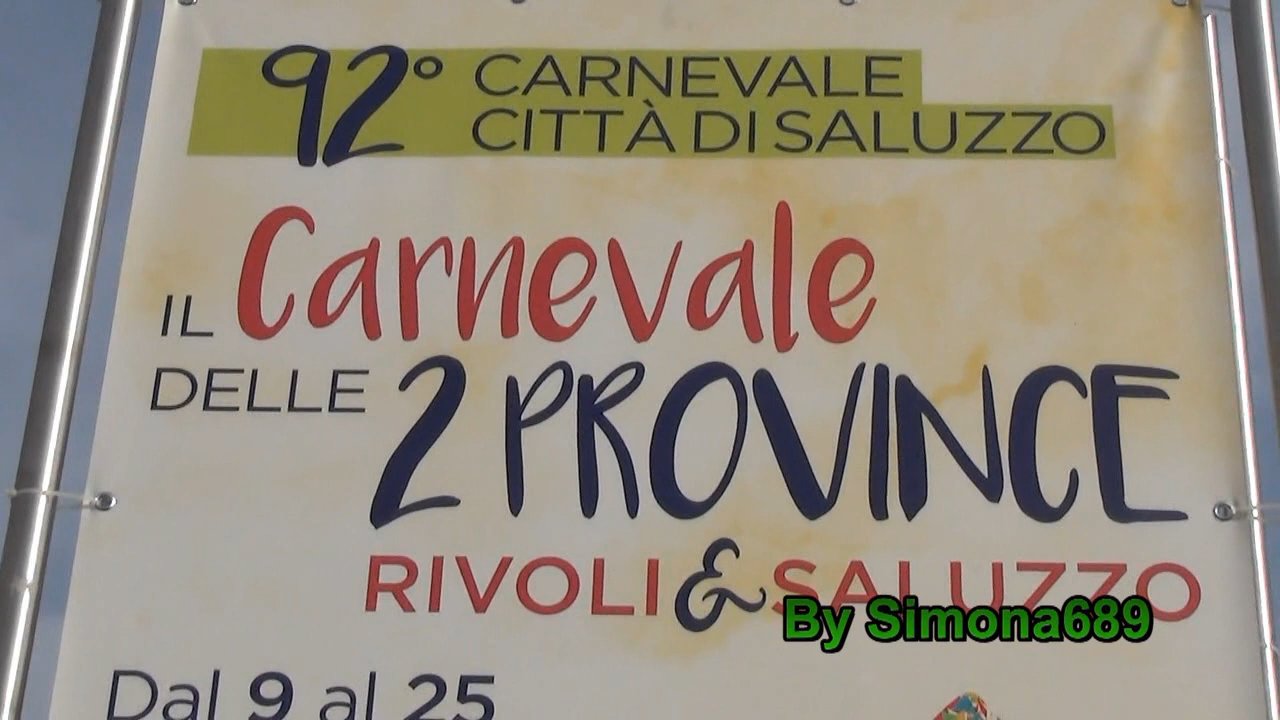 92° CARNEVALE
CITTÀ DI SALUZZO
IL Carnevale
DELLE 2 PROVINCE
RIVOLI & SALUZZO
By Simona689
Dal 9 al 25